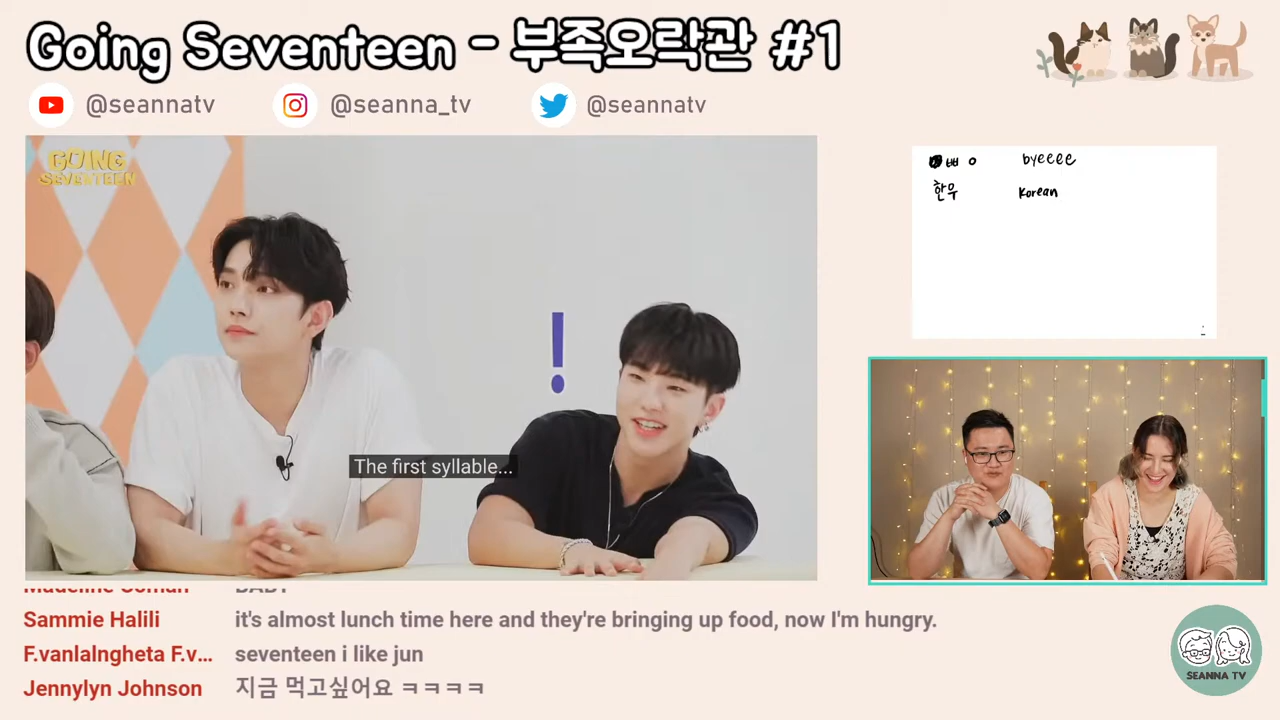 Going Seventeen - 부족오락관 #1
@seannatv @seanna_tv @seannatv
GOING
SEVENTEEN
!
The first syllable...
ㅃㅇ byeeee
한우 Korean
Sammie Halili it's almost lunch time here and they're bringing up food, now I'm hungry.
F.vanlalngheta F.v... seventeen i like jun
Jennylyn Johnson 지금 먹고싶어요 ㅋㅋㅋㅋ
SEANNA TV